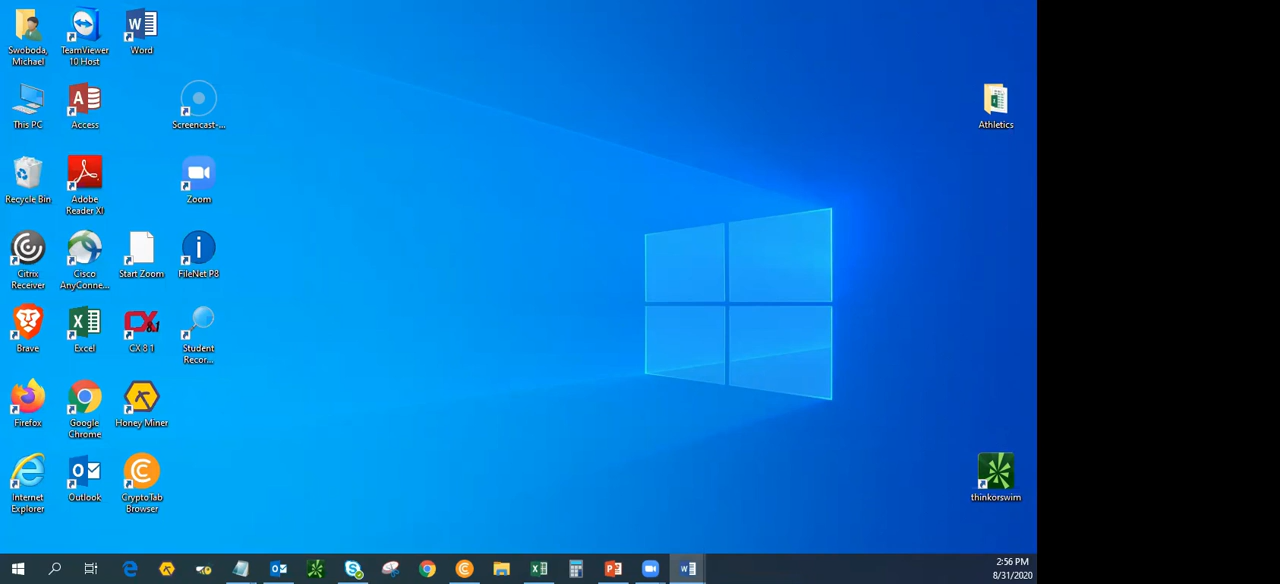 Swoboda,
Michael
TeamViewer
10 Host
Word
This PC
Access
Screencast-...
Athletics
Recycle Bin
Adobe
Reader XI
Zoom
Citrix
Receiver
Cisco
AnyConne...
Start Zoom
FileNet P8
Brave
Excel
CX 8.1
Student
Recor...
Firefox
Google
Chrome
Honey Miner
Internet
Explorer
Outlook
CryptoTab
Browser
thinkorswim
2:56 PM
8/31/2020